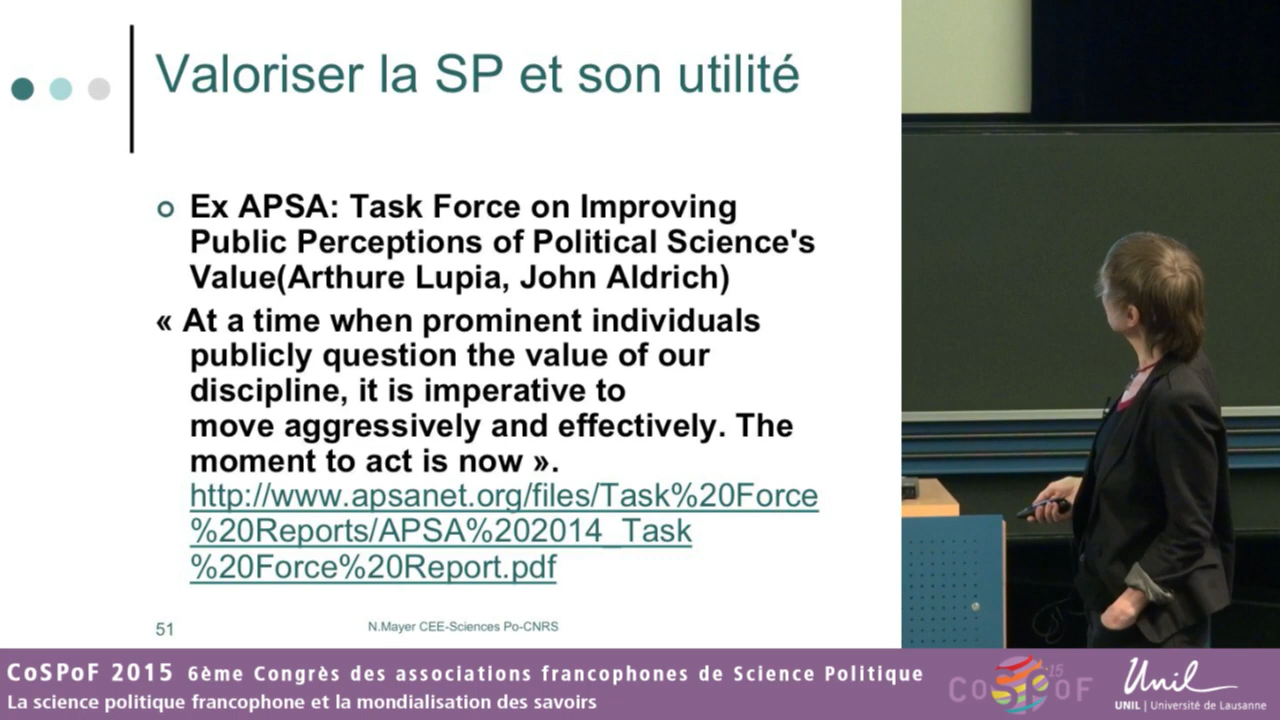 Valoriser la SP et son utilité
Ex APSA: Task Force on Improving
Public Perceptions of Political Science's
Value(Arthure Lupia, John Aldrich)
« At a time when prominent individuals
publicly question the value of our
discipline, it is imperative to
move aggressively and effectively. The
moment to act is now ».
http://www.apsanet.org/files/Task%20Force
%20Reports/APSA%202014_Task
%20Force%20Report.pdf
51
N.Mayer CEE-Sciences Po-CNRS
CoSPoF 2015 6ème Congrès des associations francophones de Science Politique
La science politique francophone et la mondialisation des savoirs
CoSPoF '15
Unil
UNIL | Université de Lausanne